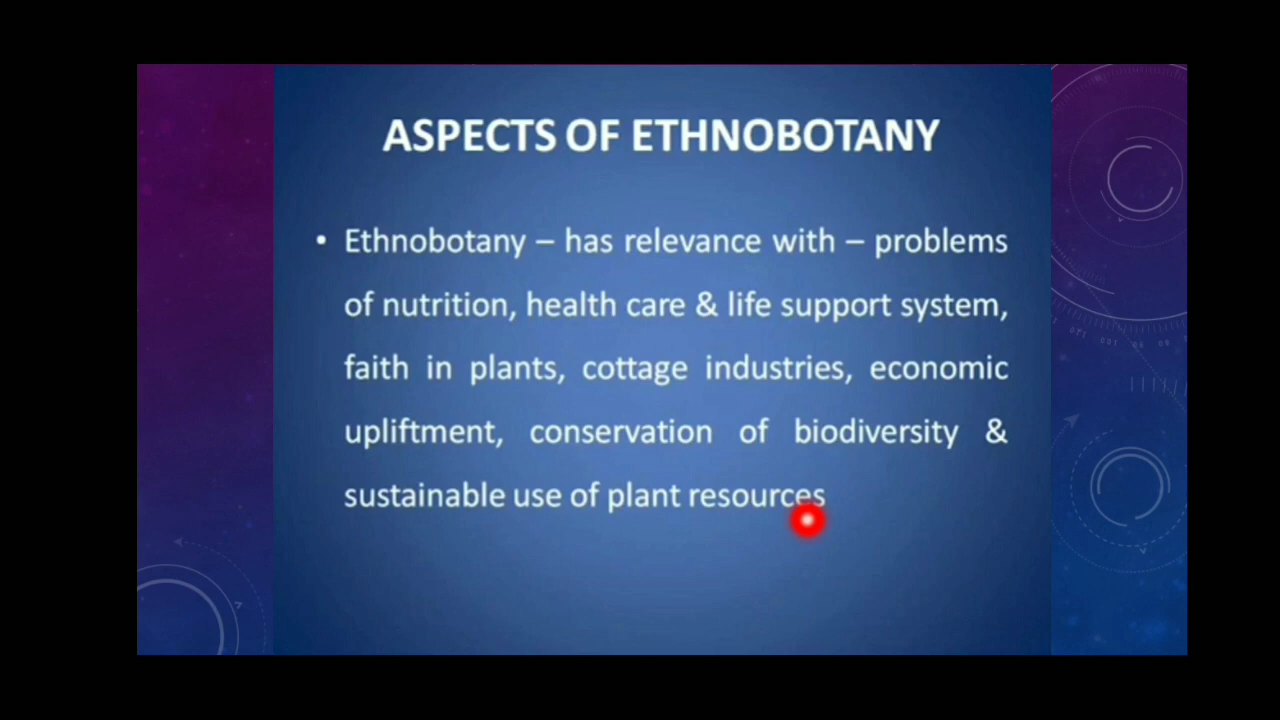 ASPECTS OF ETHNOBOTANY
• Ethnobotany – has relevance with – problems
of nutrition, health care & life support system,
faith in plants, cottage industries, economic
upliftment, conservation of biodiversity &
sustainable use of plant resources